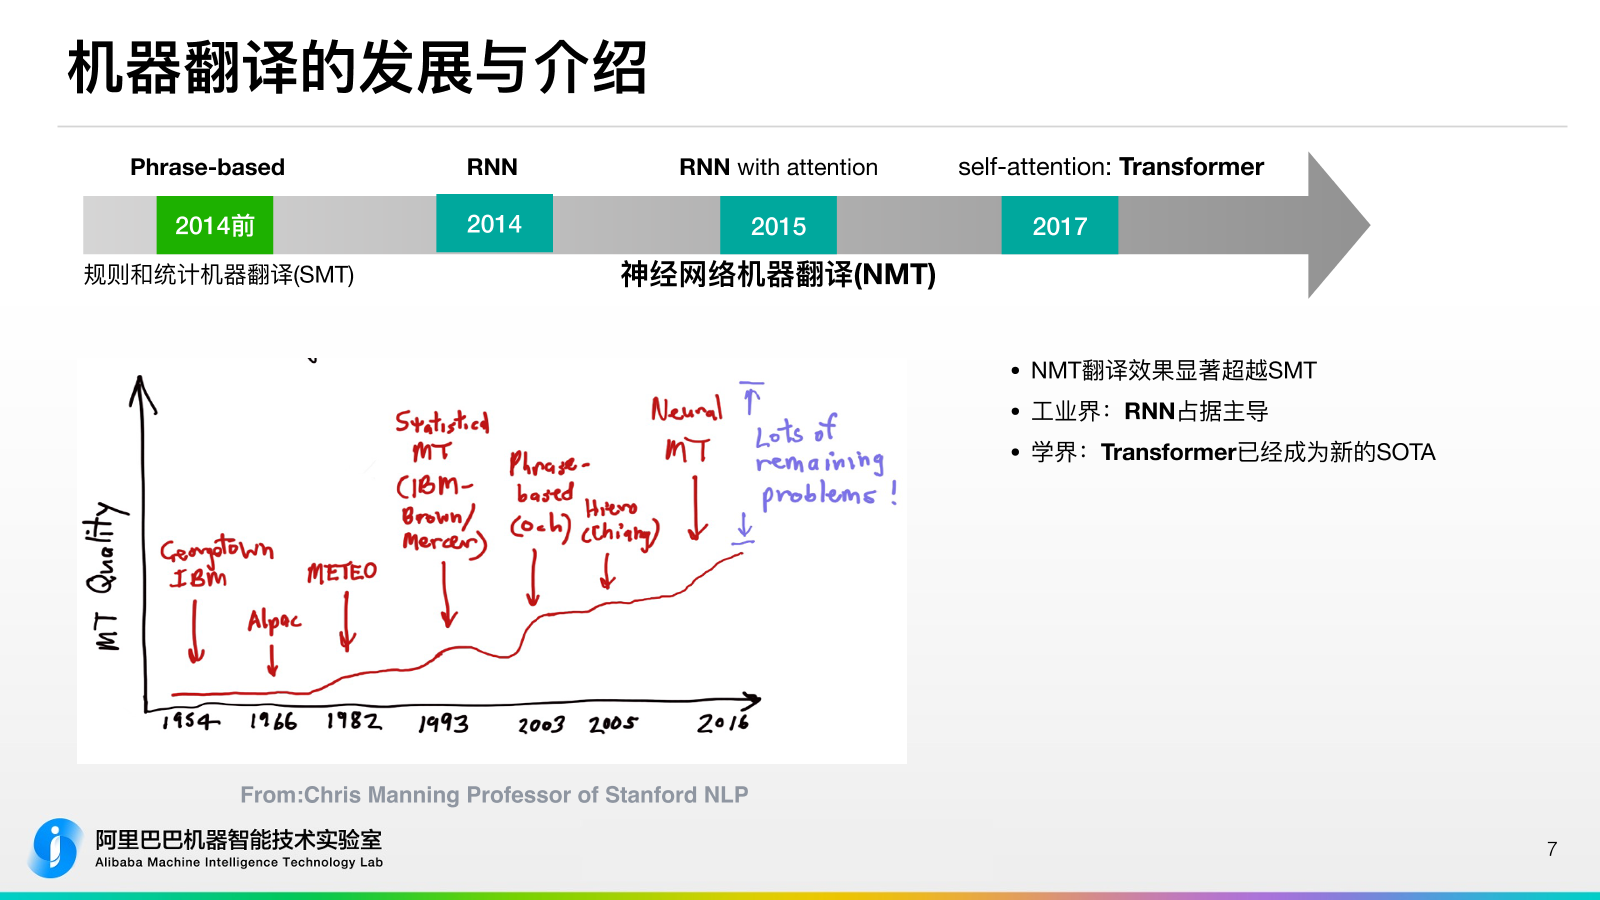 机器翻译的发展与介绍
Phrase-based
RNN
RNN with attention
self-attention: Transformer
2014前
2014
2015
2017
规则和统计机器翻译(SMT)
神经网络机器翻译(NMT)
MT Quality
Georgetown
IBM
Alpac
METEO
Statistical
MT
(IBM-
Brown/
Mercer)
Phrase-
based
(Och)
Hiero
(Chiang)
Neural
MT
Lots of
remaining
problems!
1954 1966 1982 1993 2003 2005 2016
From:Chris Manning Professor of Stanford NLP
• NMT翻译效果显著超越SMT
• 工业界：RNN占据主导
• 学界：Transformer已经成为新的SOTA
阿里巴巴机器智能技术实验室
Alibaba Machine Intelligence Technology Lab
7